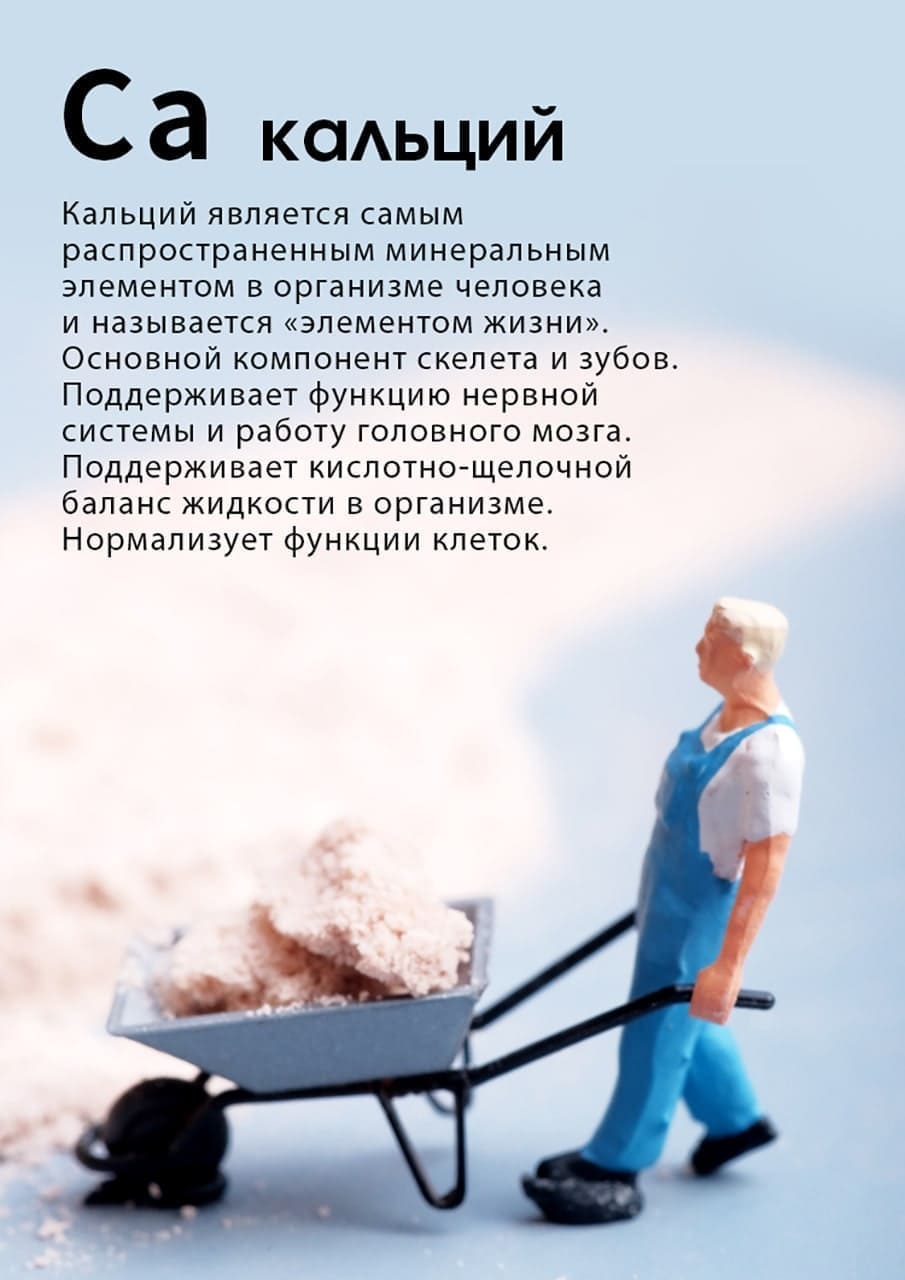 Ca кальций
Кальций является самым
распространенным минеральным
элементом в организме человека
и называется «элементом жизни».
Основной компонент скелета и зубов.
Поддерживает функцию нервной
системы и работу головного мозга.
Поддерживает кислотно-щелочной
баланс жидкости в организме.
Нормализует функции клеток.